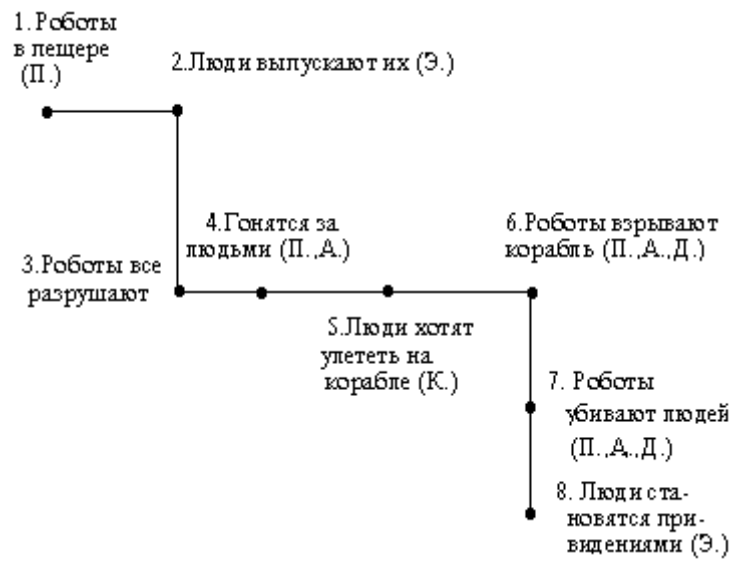 1. Роботы
в пещере
(П.)
2.Люди выпускают их (Э.)
3.Роботы все
разрушают
4.Гонятся за
людьми (П.,А.)
5.Люди хотят
улететь на
корабле (К.)
6.Роботы взрывают
корабль (П.,А.,Д.)
7. Роботы
убивают людей
(П.,А.,Д.)
8. Люди ста-
новятся при-
видениями (Э.)